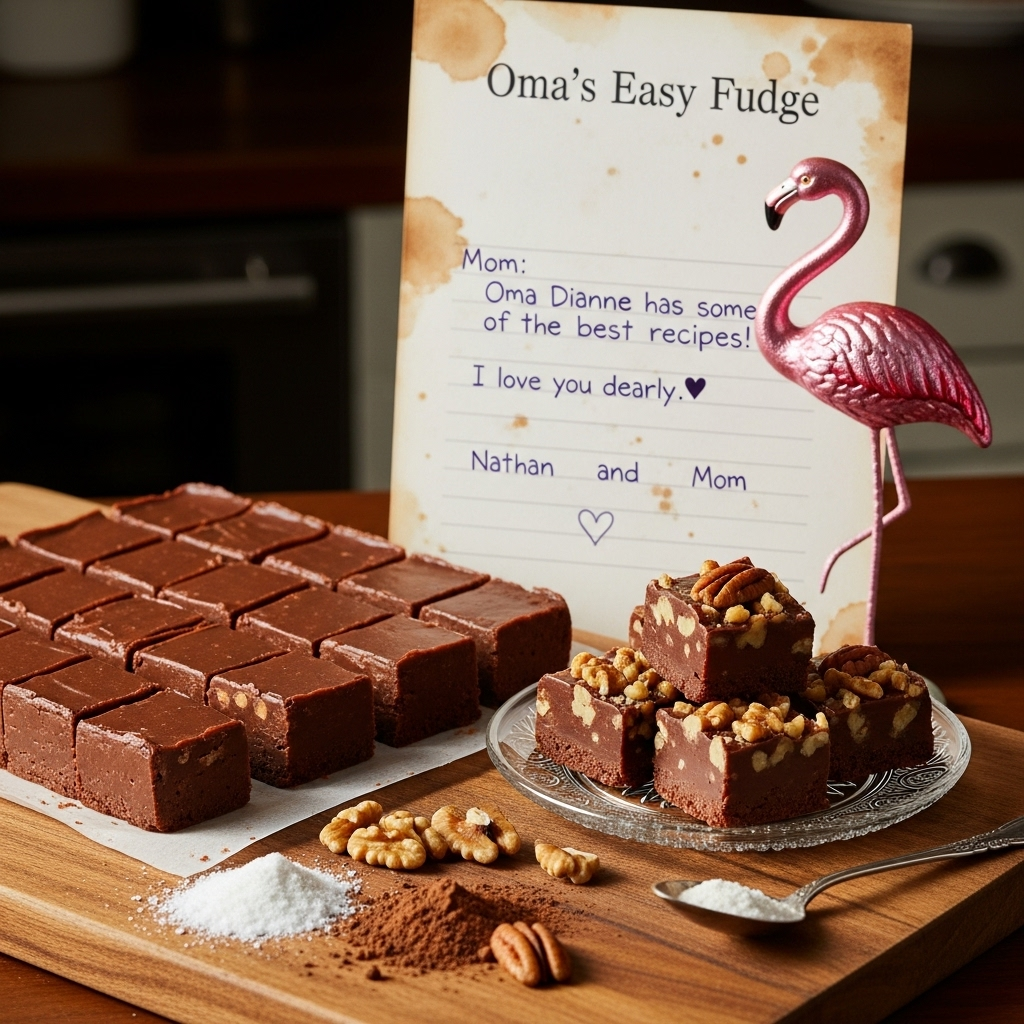 Oma's Easy Fudge
Mom:
Oma Dianne has some
of the best recipes!
I love you dearly.♥
Nathan and Mom
♡